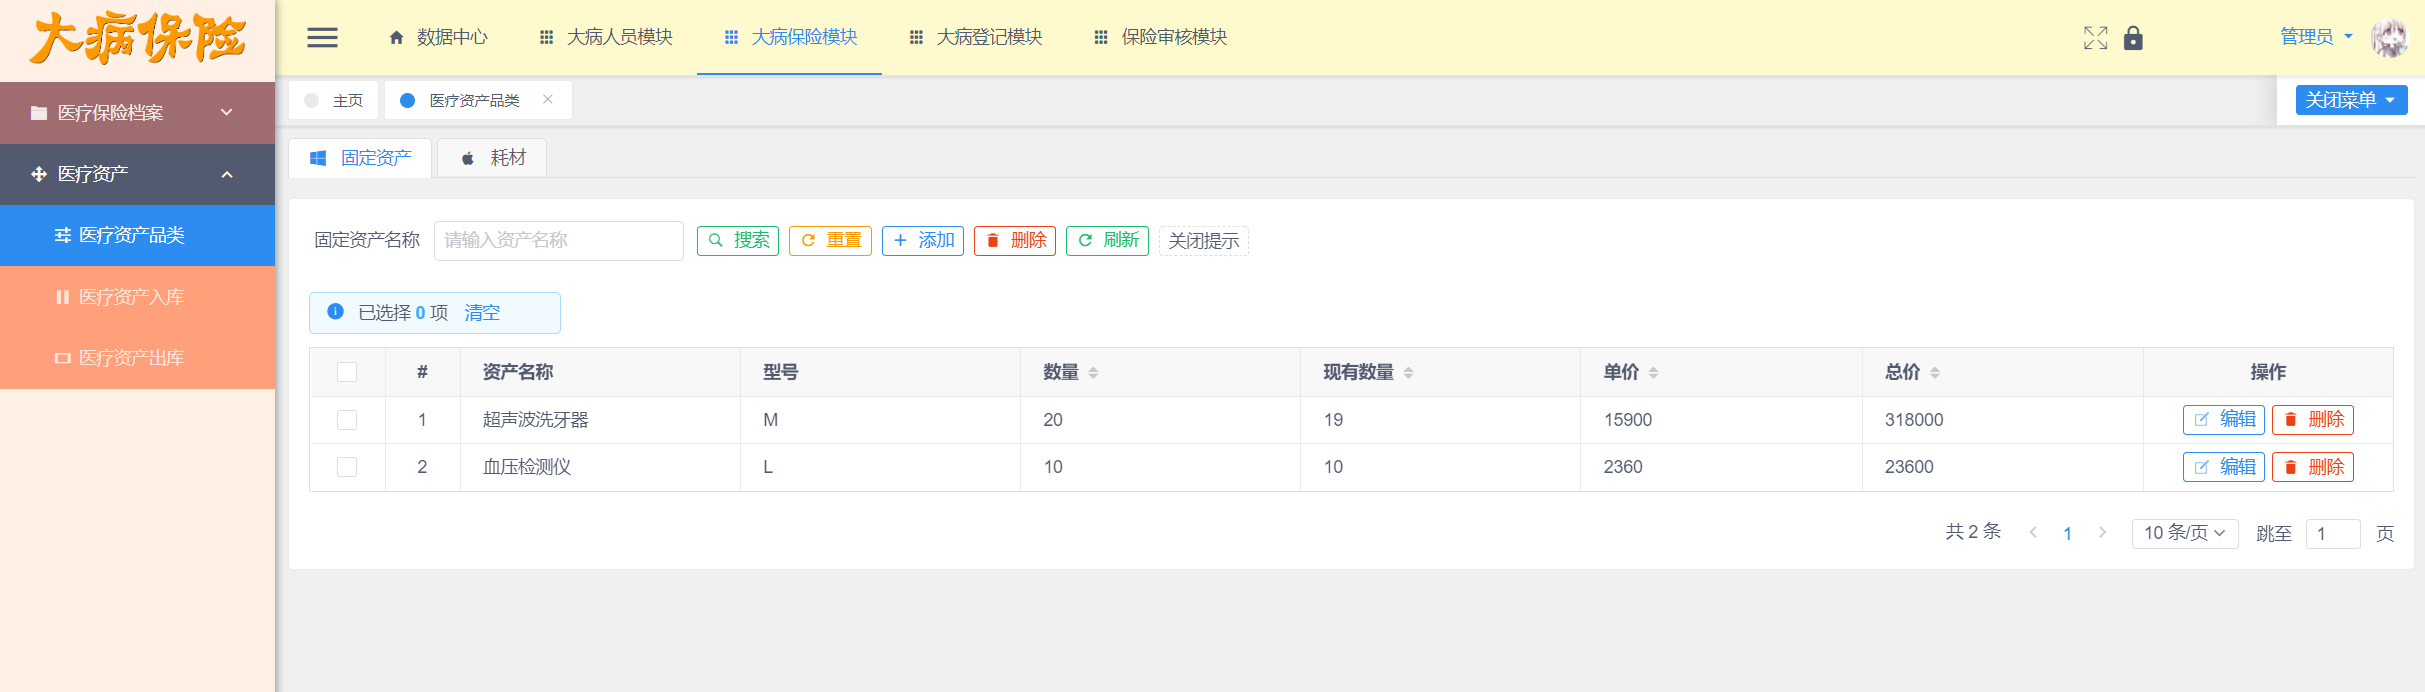 大病保险
数据中心 大病人员模块 大病保险模块 大病登记模块 保险审核模块 管理员
主页 医疗资产品类 关闭菜单
医疗保险档案
医疗资产
医疗资产品类
医疗资产入库
医疗资产出库
固定资产 耗材
固定资产名称 请输入资产名称 搜索 重置 添加 删除 刷新 关闭提示
已选择 0 项 清空
# 资产名称 型号 数量 现有数量 单价 总价 操作
1 超声波洗牙器 M 20 19 15900 318000 编辑 删除
2 血压检测仪 L 10 10 2360 23600 编辑 删除
共 2 条 1 10 条/页 跳至 1 页